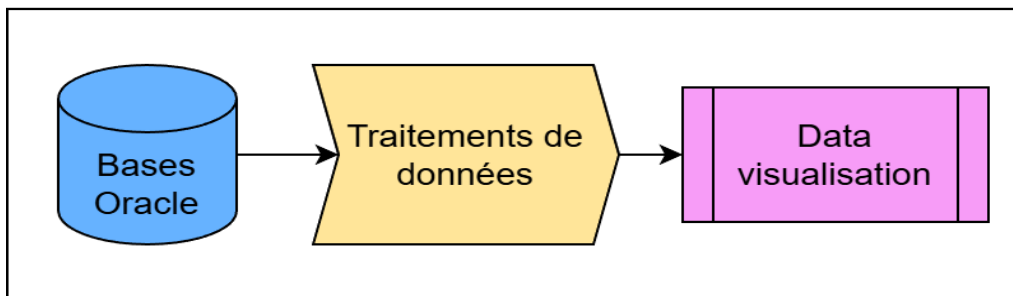 Bases
Oracle
Traitements de
données
Data
visualisation